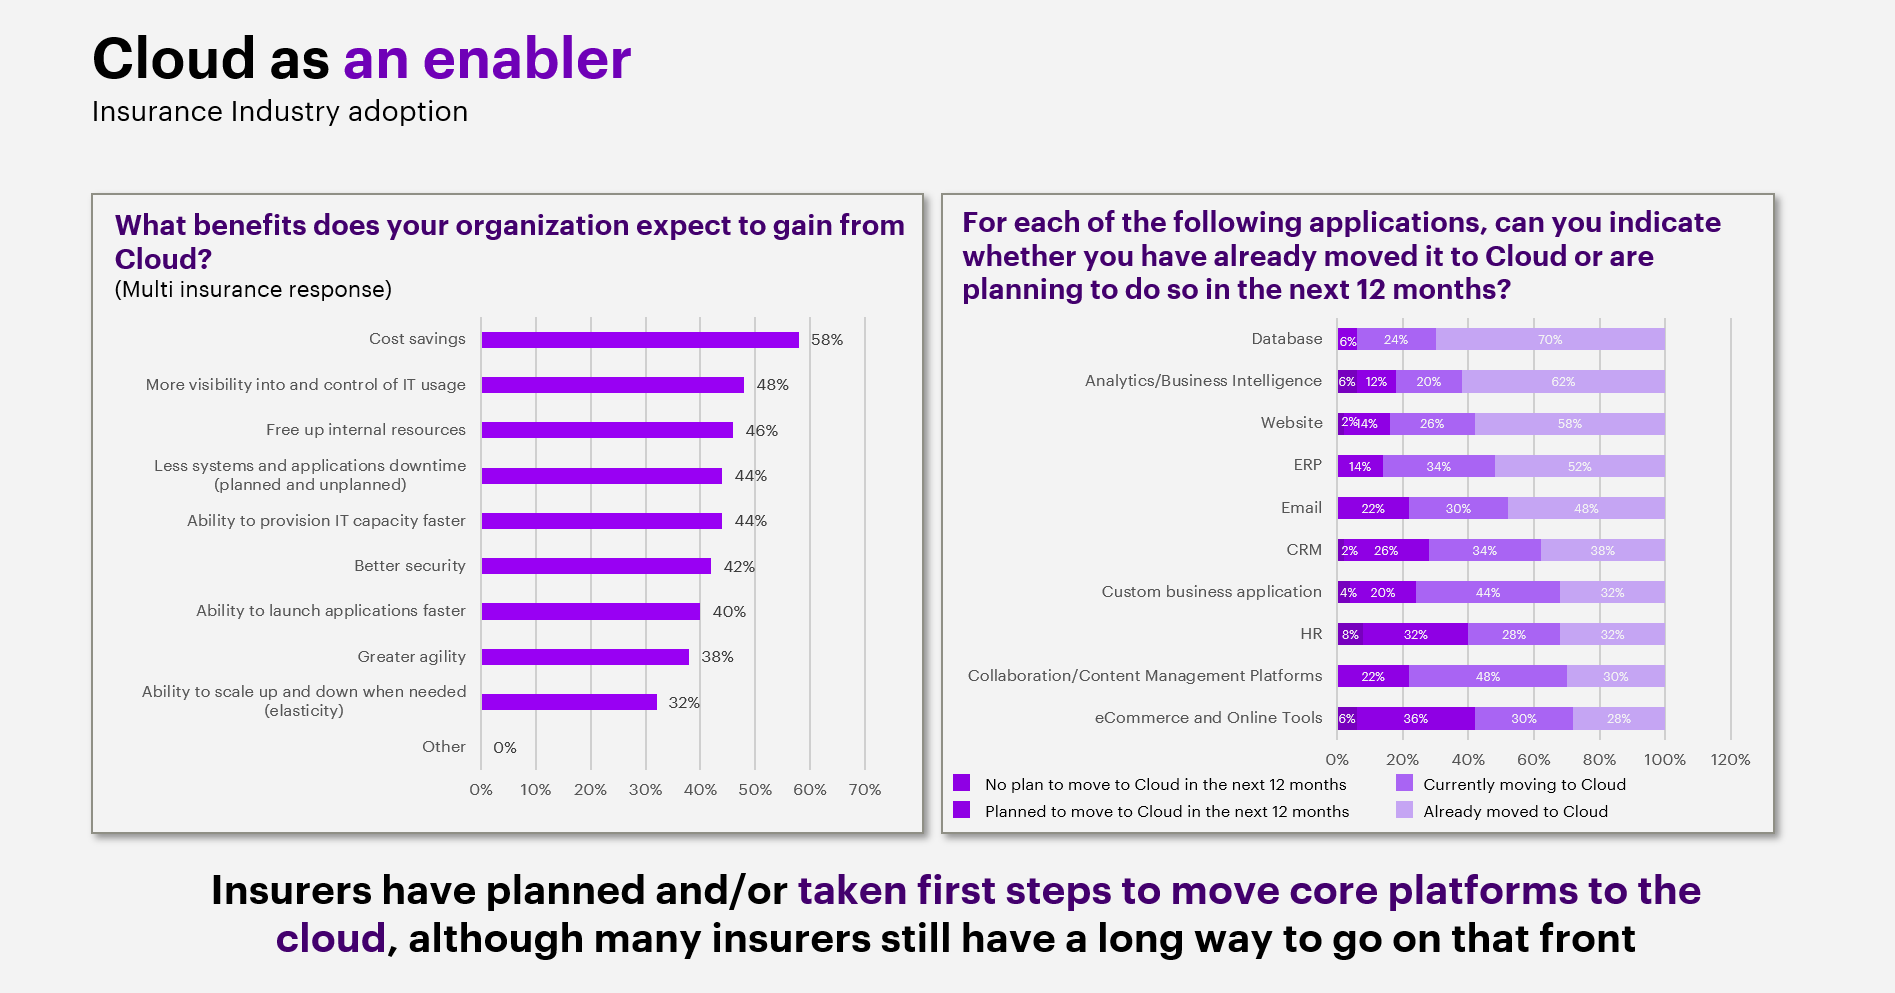 Cloud as an enabler
Insurance Industry adoption
What benefits does your organization expect to gain from
Cloud?
(Multi insurance response)
Cost savings 58%
More visibility into and control of IT usage 48%
Free up internal resources 46%
Less systems and applications downtime
(planned and unplanned) 44%
Ability to provision IT capacity faster 44%
Better security 42%
Ability to launch applications faster 40%
Greater agility 38%
Ability to scale up and down when needed
(elasticity) 32%
Other 0%
0% 10% 20% 30% 40% 50% 60% 70%
For each of the following applications, can you indicate
whether you have already moved it to Cloud or are
planning to do so in the next 12 months?
Database 6% 24% 70%
Analytics/Business Intelligence 6% 12% 20% 62%
Website 2% 14% 26% 58%
ERP 14% 34% 52%
Email 22% 30% 48%
CRM 2% 26% 34% 38%
Custom business application 4% 20% 44% 32%
HR 8% 32% 28% 32%
Collaboration/Content Management Platforms 22% 48% 30%
eCommerce and Online Tools 6% 36% 30% 28%
0% 20% 40% 60% 80% 100% 120%
No plan to move to Cloud in the next 12 months
Currently moving to Cloud
Planned to move to Cloud in the next 12 months
Already moved to Cloud
Insurers have planned and/or taken first steps to move core platforms to the
cloud, although many insurers still have a long way to go on that front